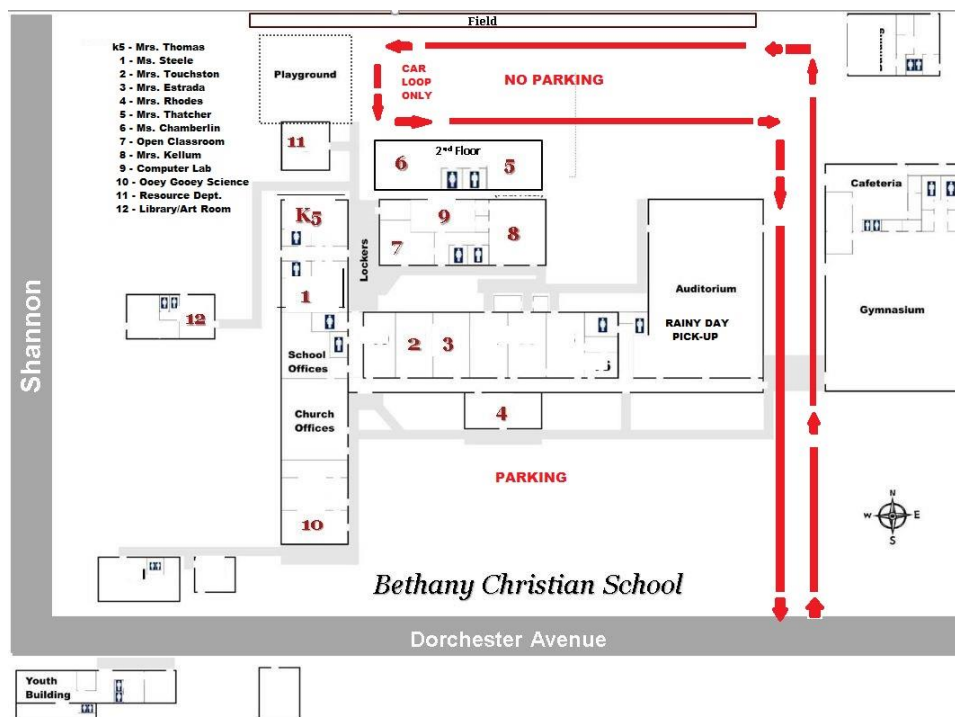 Field
k5 - Mrs. Thomas
1 - Ms. Steele
2 - Mrs. Touchston
3 - Mrs. Estrada
4 - Mrs. Rhodes
5 - Mrs. Thatcher
6 - Ms. Chamberlin
7 - Open Classroom
8 - Mrs. Kellum
9 - Computer Lab
10 - Ooey Gooey Science
11 - Resource Dept.
12 - Library/Art Room
Playground
CAR
LOOP
ONLY
NO PARKING
11
2nd Floor
6
5
Cafeteria
K5
9
7
8
Lockers
1
Auditorium
RAINY DAY
PICK-UP
Gymnasium
12
School
Offices
2
3
Church
Offices
4
PARKING
10
N
W
E
S
Shannon
Bethany Christian School
Dorchester Avenue
Youth
Building